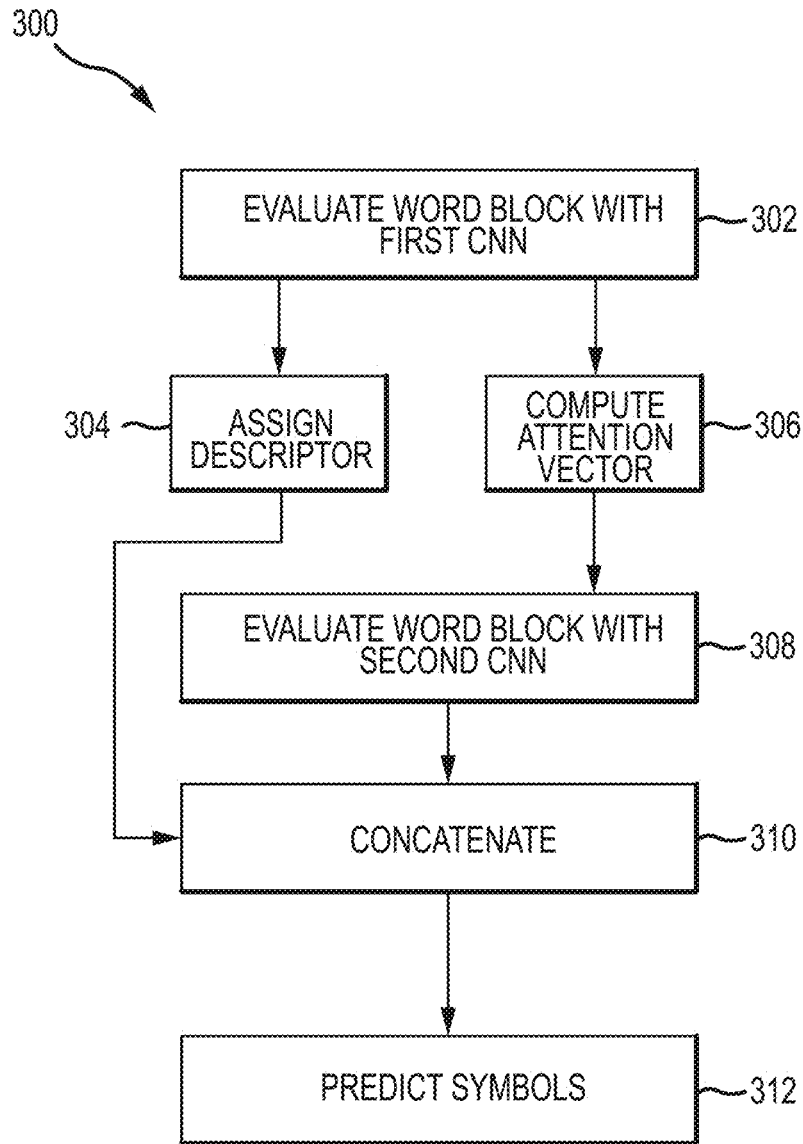 300
EVALUATE WORD BLOCK WITH
FIRST CNN
302
304
ASSIGN
DESCRIPTOR
COMPUTE
ATTENTION
VECTOR
306
EVALUATE WORD BLOCK WITH
SECOND CNN
308
CONCATENATE
310
PREDICT SYMBOLS
312